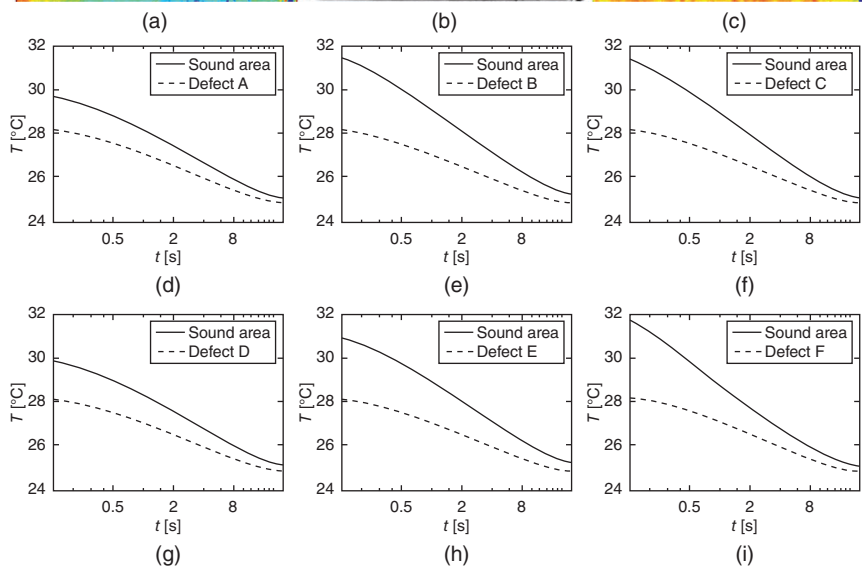 (a) (b) (c)
32
30
28
26
24
T [°C]
Sound area
Defect A
0.5 2 8
t [s]
(d)
32
30
28
26
24
T [°C]
Sound area
Defect B
0.5 2 8
t [s]
(e)
32
30
28
26
24
T [°C]
Sound area
Defect C
0.5 2 8
t [s]
(f)
32
30
28
26
24
T [°C]
Sound area
Defect D
0.5 2 8
t [s]
(g)
32
30
28
26
24
T [°C]
Sound area
Defect E
0.5 2 8
t [s]
(h)
32
30
28
26
24
T [°C]
Sound area
Defect F
0.5 2 8
t [s]
(i)